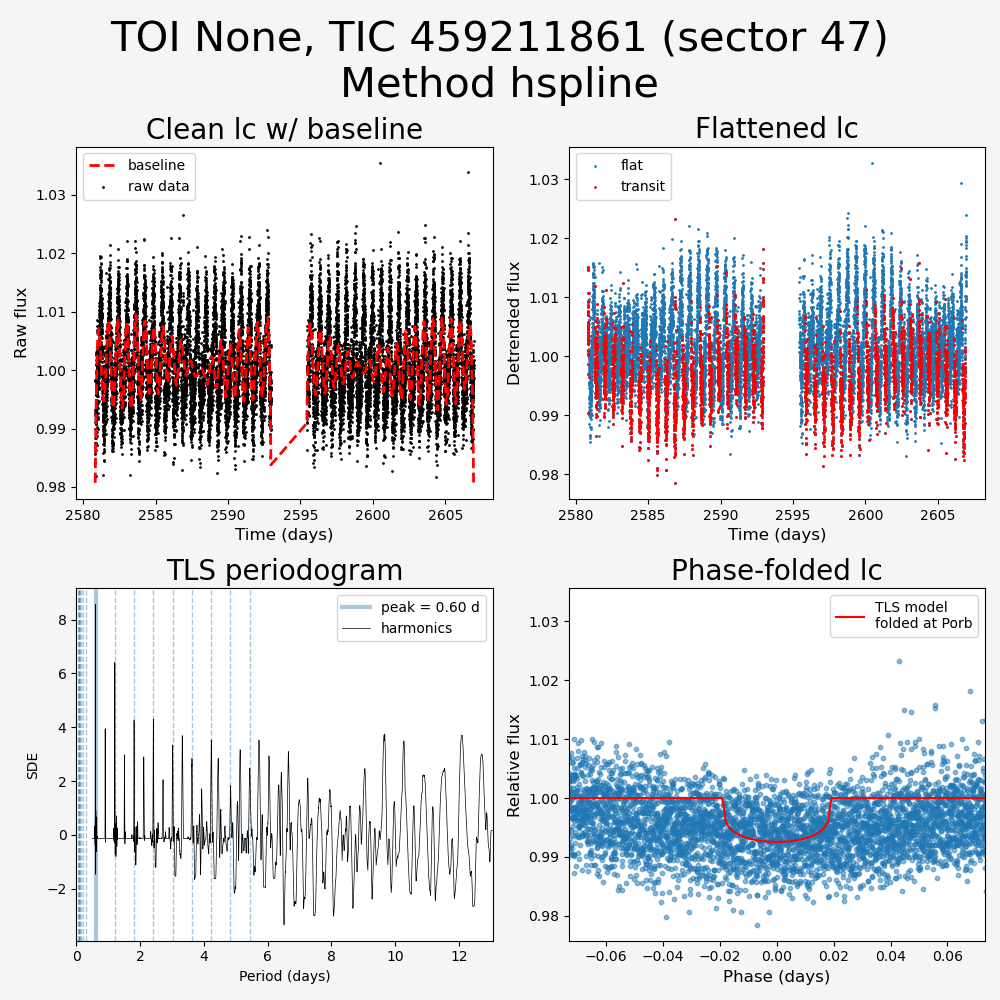 TOI None, TIC 459211861 (sector 47)
Method hspline
Clean lc w/ baseline
Flattened lc
baseline
raw data
flat
transit
Raw flux
1.03
1.02
1.01
1.00
0.99
0.98
2580
2585
2590
2595
2600
2605
Time (days)
Detrended flux
1.03
1.02
1.01
1.00
0.99
0.98
2580
2585
2590
2595
2600
2605
Time (days)
TLS periodogram
Phase-folded lc
peak = 0.60 d
harmonics
TLS model
folded at Porb
SDE
8
6
4
2
0
−2
0
2
4
6
8
10
12
Period (days)
Relative flux
1.03
1.02
1.01
1.00
0.99
0.98
−0.06
−0.04
−0.02
0.00
0.02
0.04
0.06
Phase (days)